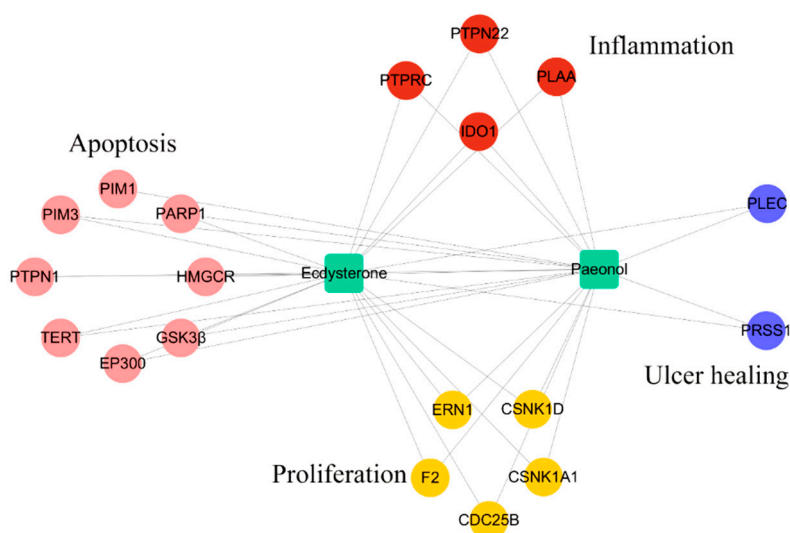 PTPN22
Inflammation
PTPRC
PLAA
IDO1
Apoptosis
PIM1
PIM3
PARP1
PLEC
PTPN1
HMGCR
Ecdysterone
Paeonol
TERT
GSK3β
EP300
PRSS1
Ulcer healing
ERN1
CSNK1D
Proliferation
F2
CSNK1A1
CDC25B